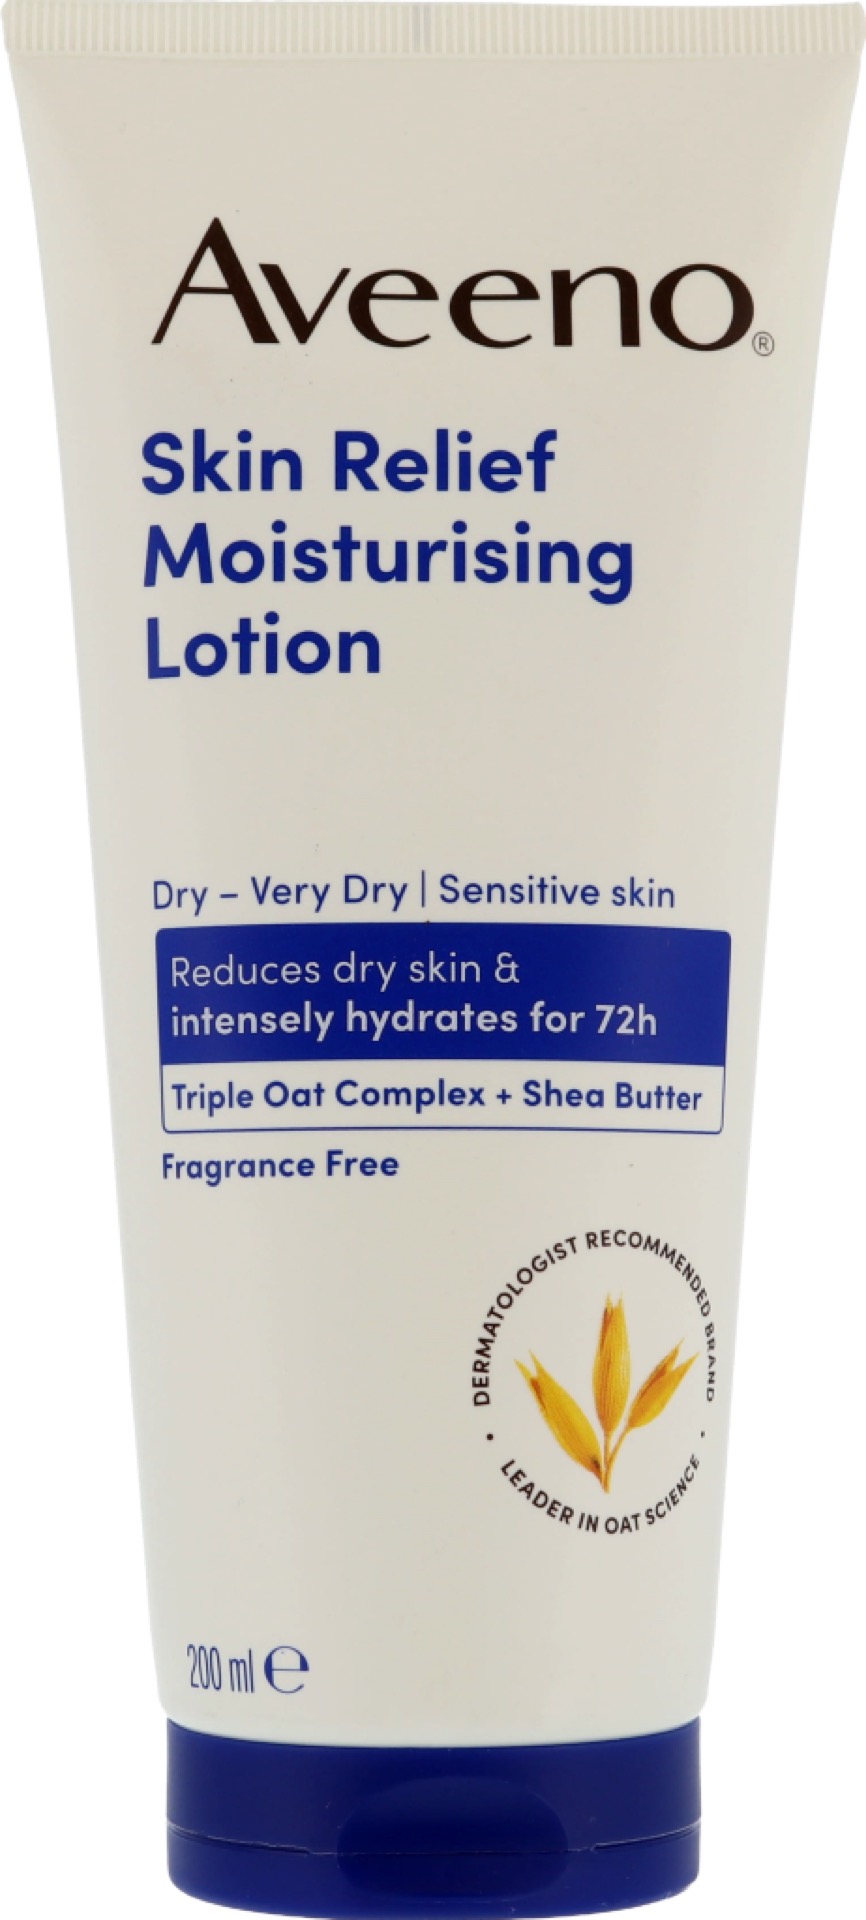 Aveeno®
Skin Relief
Moisturising
Lotion
Dry – Very Dry | Sensitive skin
Reduces dry skin &
intensely hydrates for 72h
Triple Oat Complex + Shea Butter
Fragrance Free
DERMATOLOGIST RECOMMENDED BRAND
• LEADER IN OAT SCIENCE •
200 ml ℮